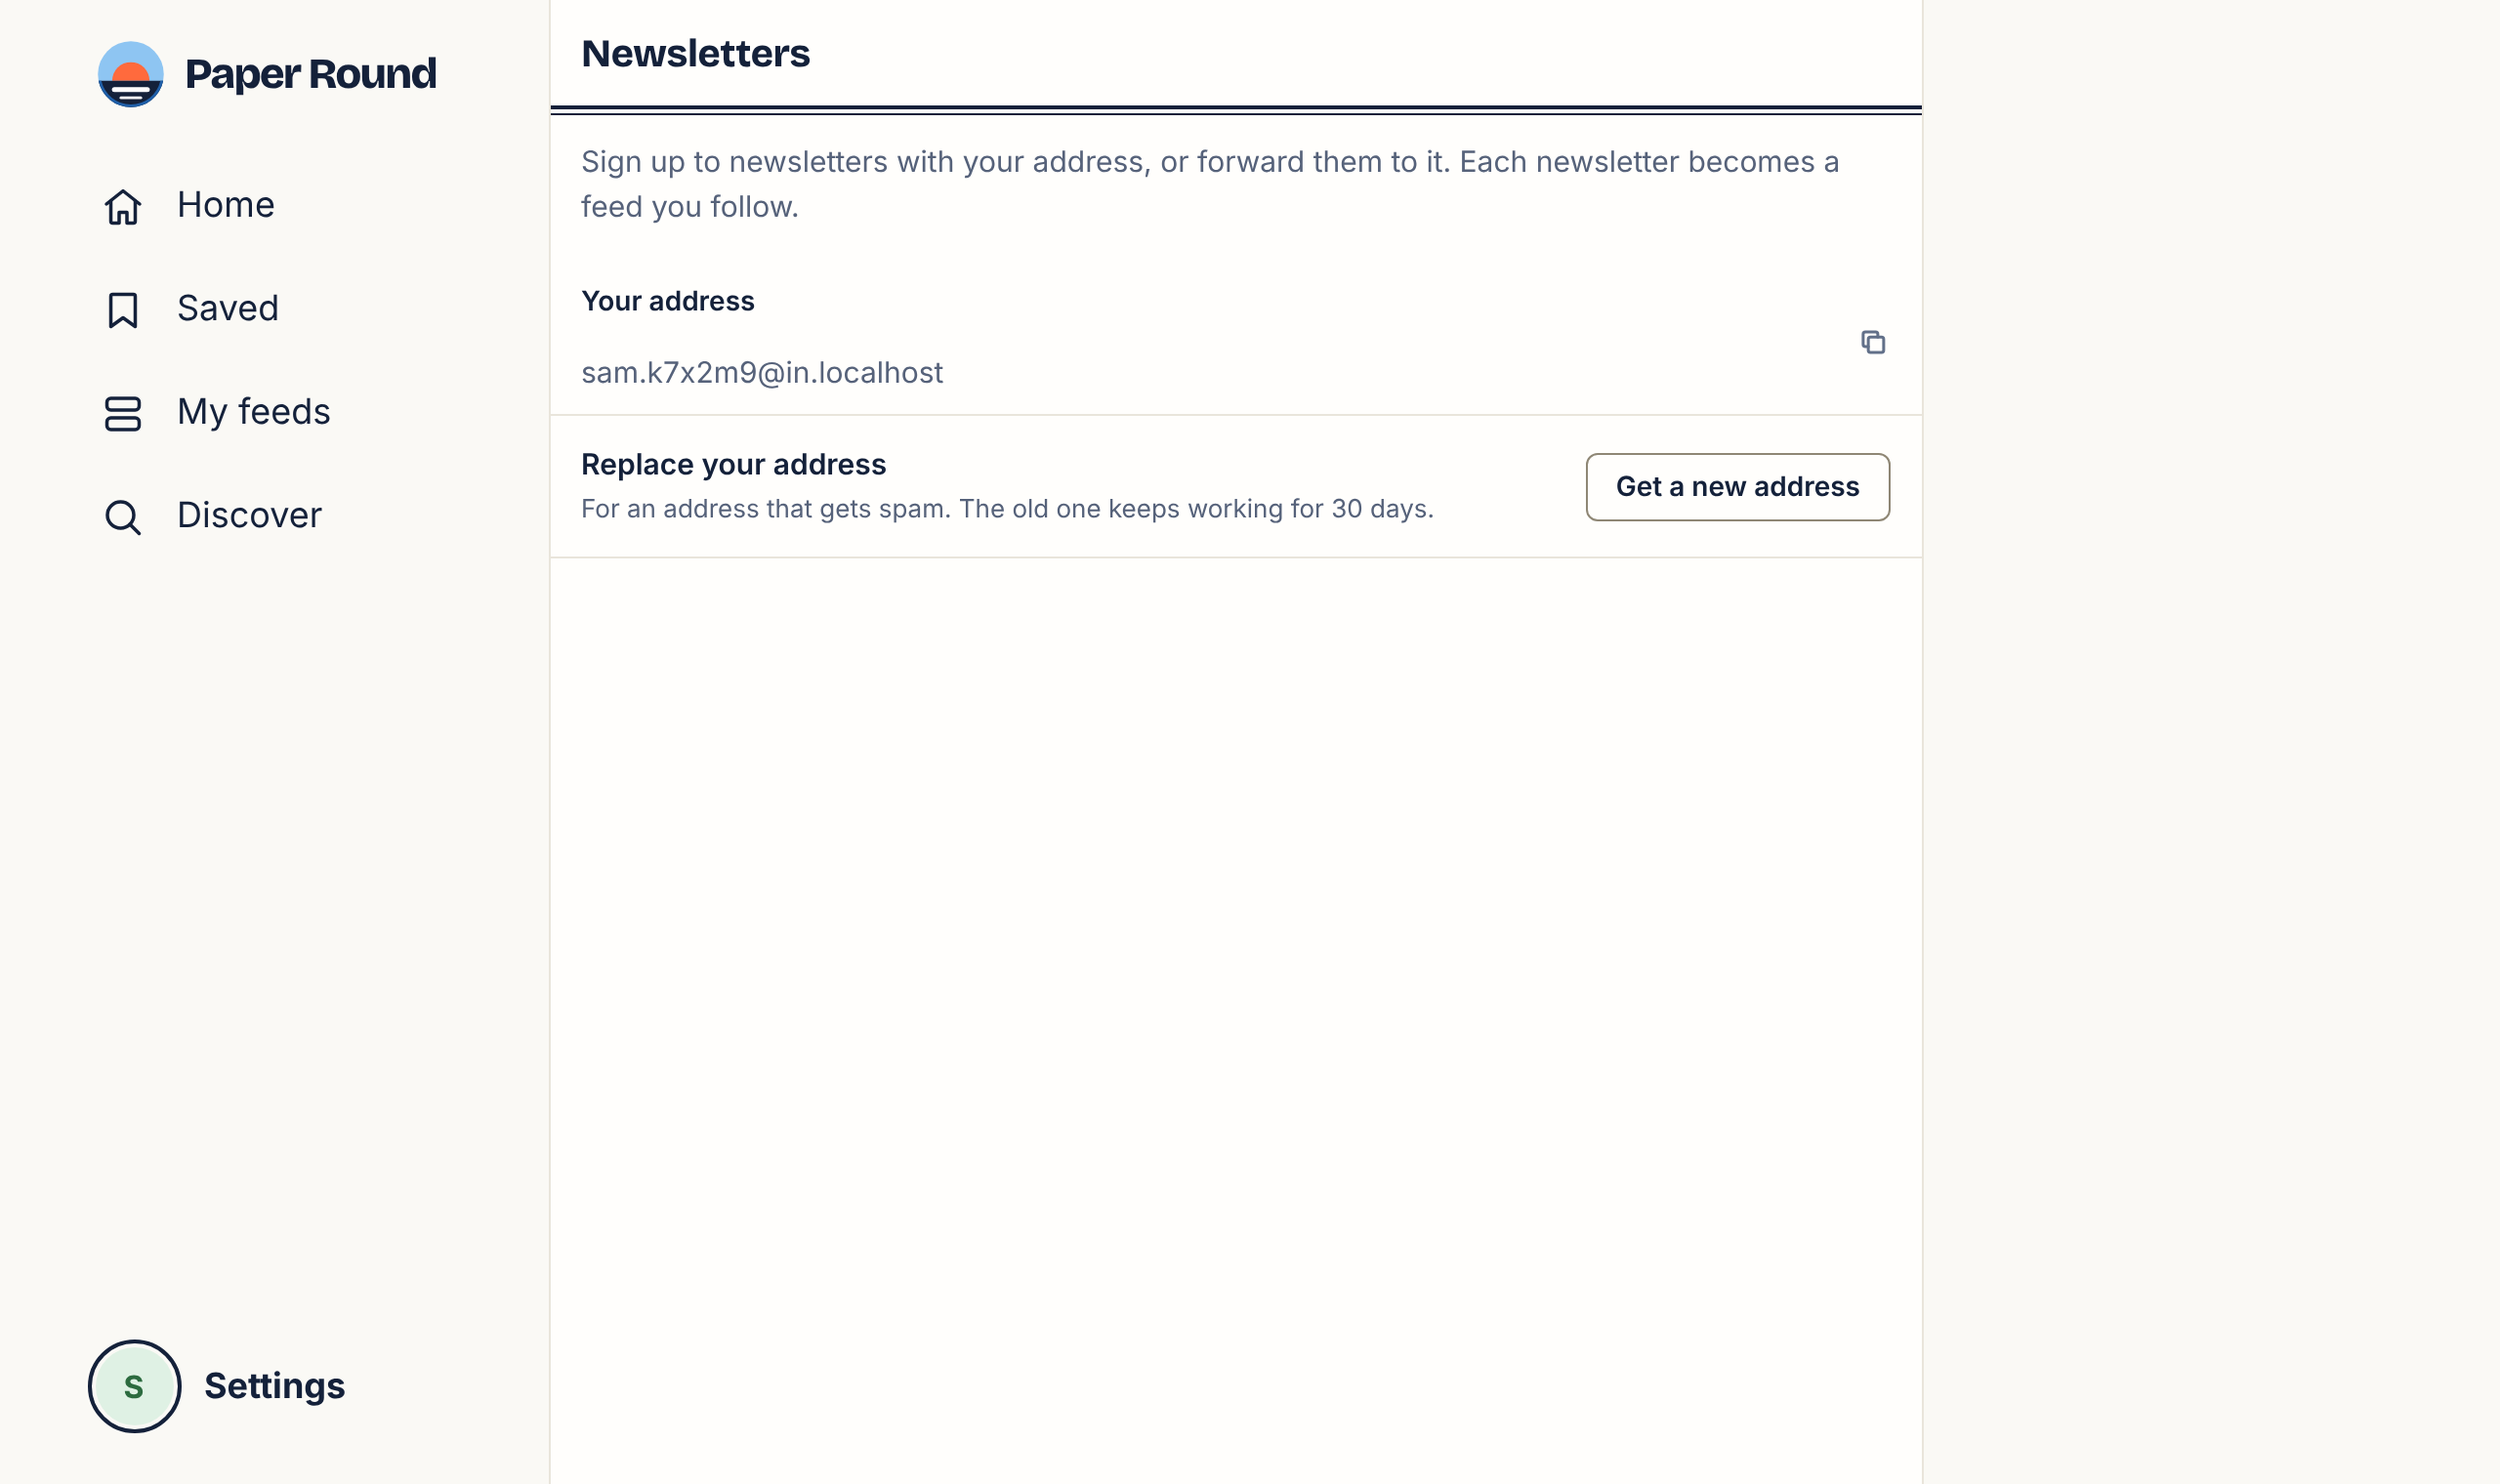 Paper Round
Home
Saved
My feeds
Discover
S
Settings
Newsletters
Sign up to newsletters with your address, or forward them to it. Each newsletter becomes a
feed you follow.
Your address
sam.k7x2m9@in.localhost
Replace your address
For an address that gets spam. The old one keeps working for 30 days.
Get a new address